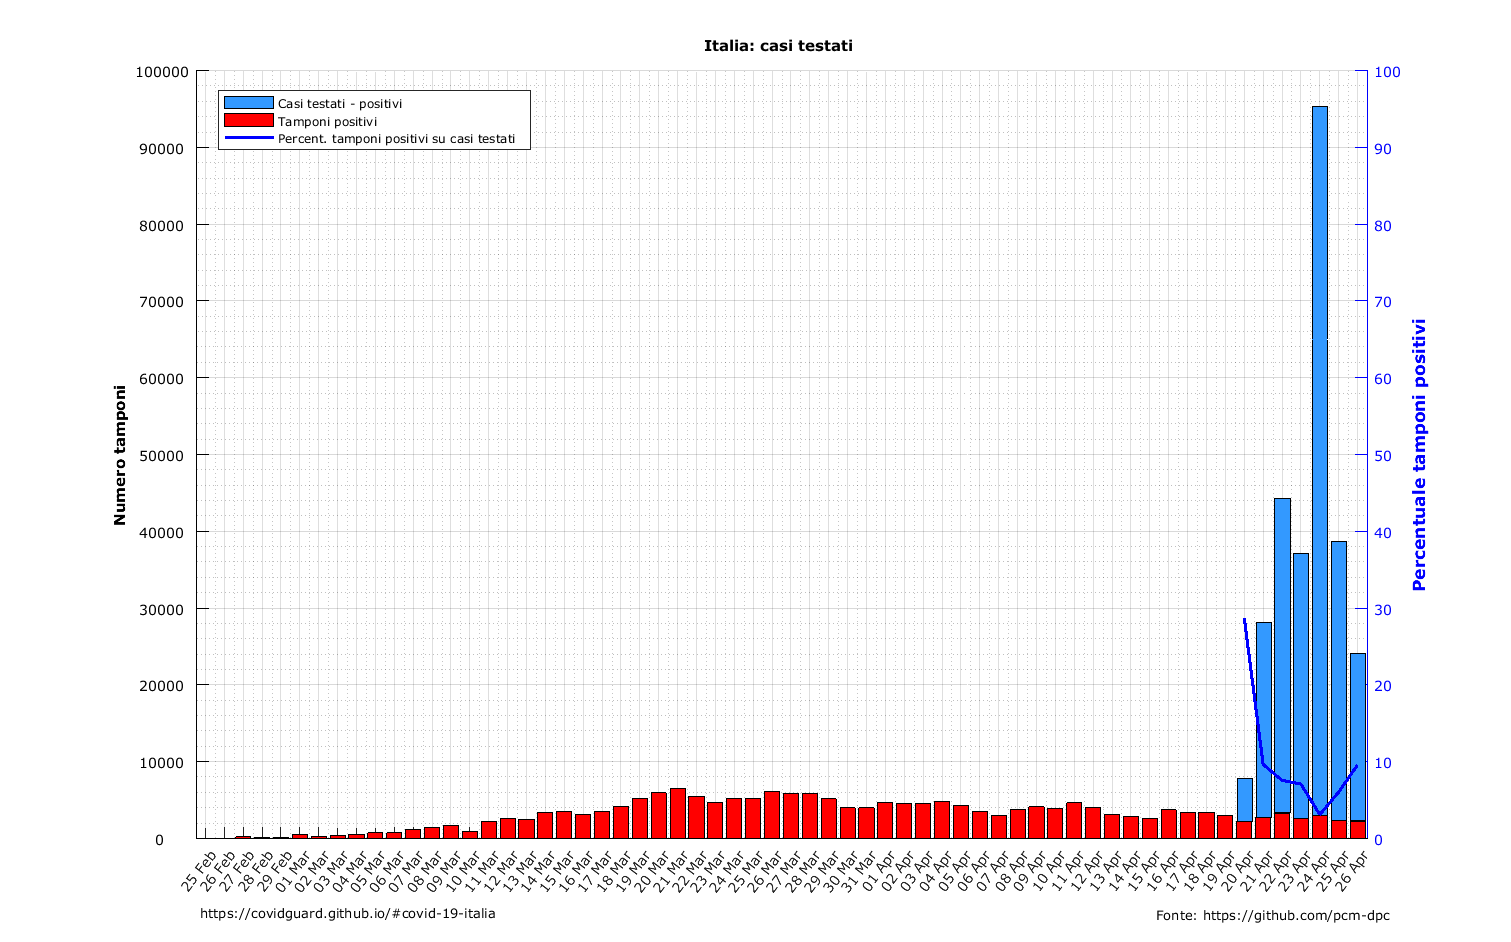 Italia: casi testati
100000
90000
80000
70000
60000
50000
40000
30000
20000
10000
0
Numero tamponi
Casi testati - positivi
Tamponi positivi
Percent. tamponi positivi su casi testati
100
90
80
70
60
50
40
30
20
10
0
Percentuale tamponi positivi
25 Feb
26 Feb
27 Feb
28 Feb
29 Feb
01 Mar
02 Mar
03 Mar
04 Mar
05 Mar
06 Mar
07 Mar
08 Mar
09 Mar
10 Mar
11 Mar
12 Mar
13 Mar
14 Mar
15 Mar
16 Mar
17 Mar
18 Mar
19 Mar
20 Mar
21 Mar
22 Mar
23 Mar
24 Mar
25 Mar
26 Mar
27 Mar
28 Mar
29 Mar
30 Mar
31 Mar
01 Apr
02 Apr
03 Apr
04 Apr
05 Apr
06 Apr
07 Apr
08 Apr
09 Apr
10 Apr
11 Apr
12 Apr
13 Apr
14 Apr
15 Apr
16 Apr
17 Apr
18 Apr
19 Apr
20 Apr
21 Apr
22 Apr
23 Apr
24 Apr
25 Apr
26 Apr
https://covidguard.github.io/#covid-19-italia
Fonte: https://github.com/pcm-dpc